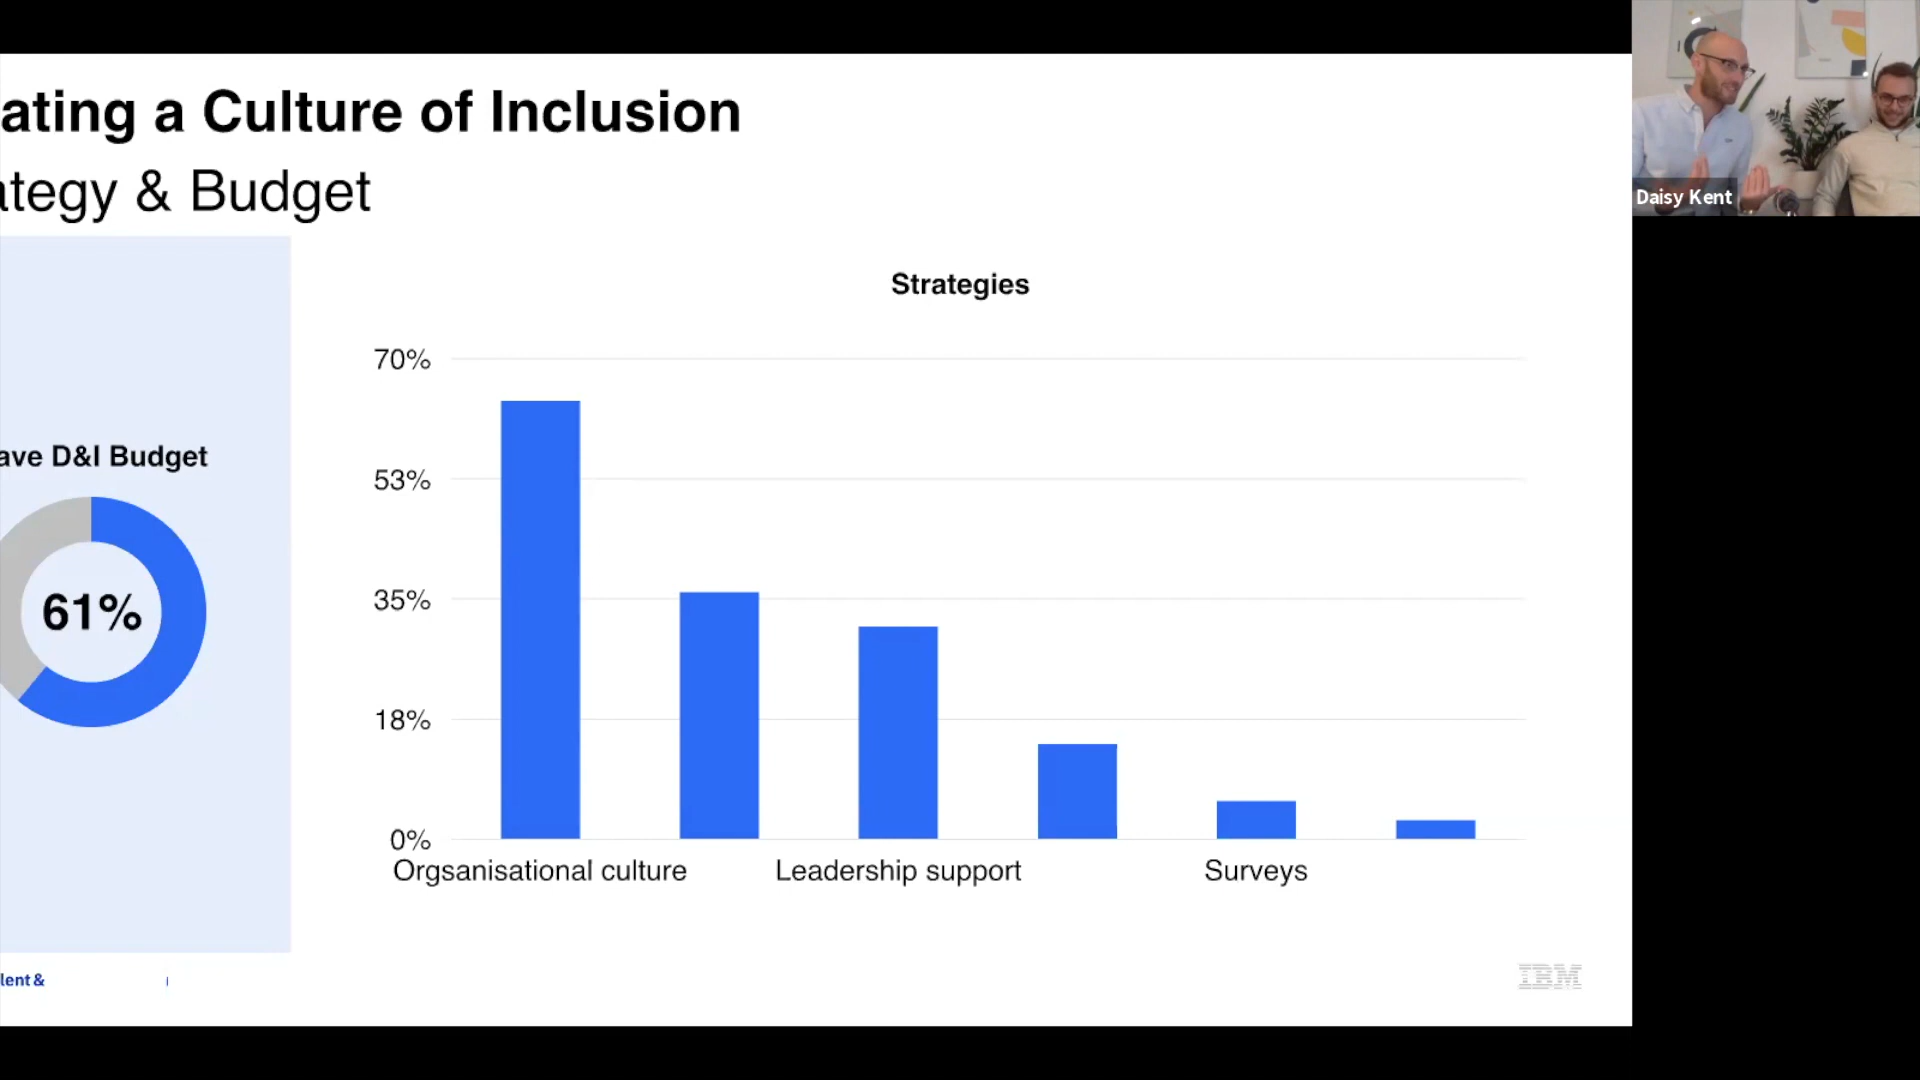 ating a Culture of Inclusion
ategy & Budget
Daisy Kent
Strategies
70%
53%
35%
18%
0%
Orgsanisational culture
Leadership support
Surveys
ave D&I Budget
61%
lent &
IBM